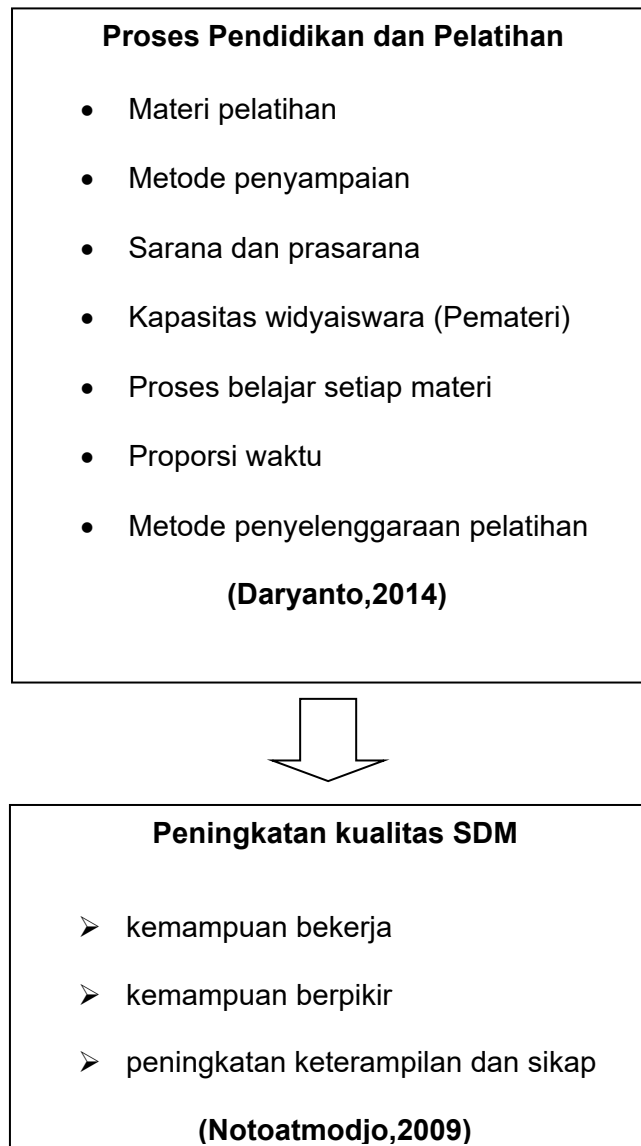 Proses Pendidikan dan Pelatihan
• Materi pelatihan
• Metode penyampaian
• Sarana dan prasarana
• Kapasitas widyaiswara (Pemateri)
• Proses belajar setiap materi
• Proporsi waktu
• Metode penyelenggaraan pelatihan
(Daryanto,2014)
Peningkatan kualitas SDM
➢ kemampuan bekerja
➢ kemampuan berpikir
➢ peningkatan keterampilan dan sikap
(Notoatmodjo,2009)